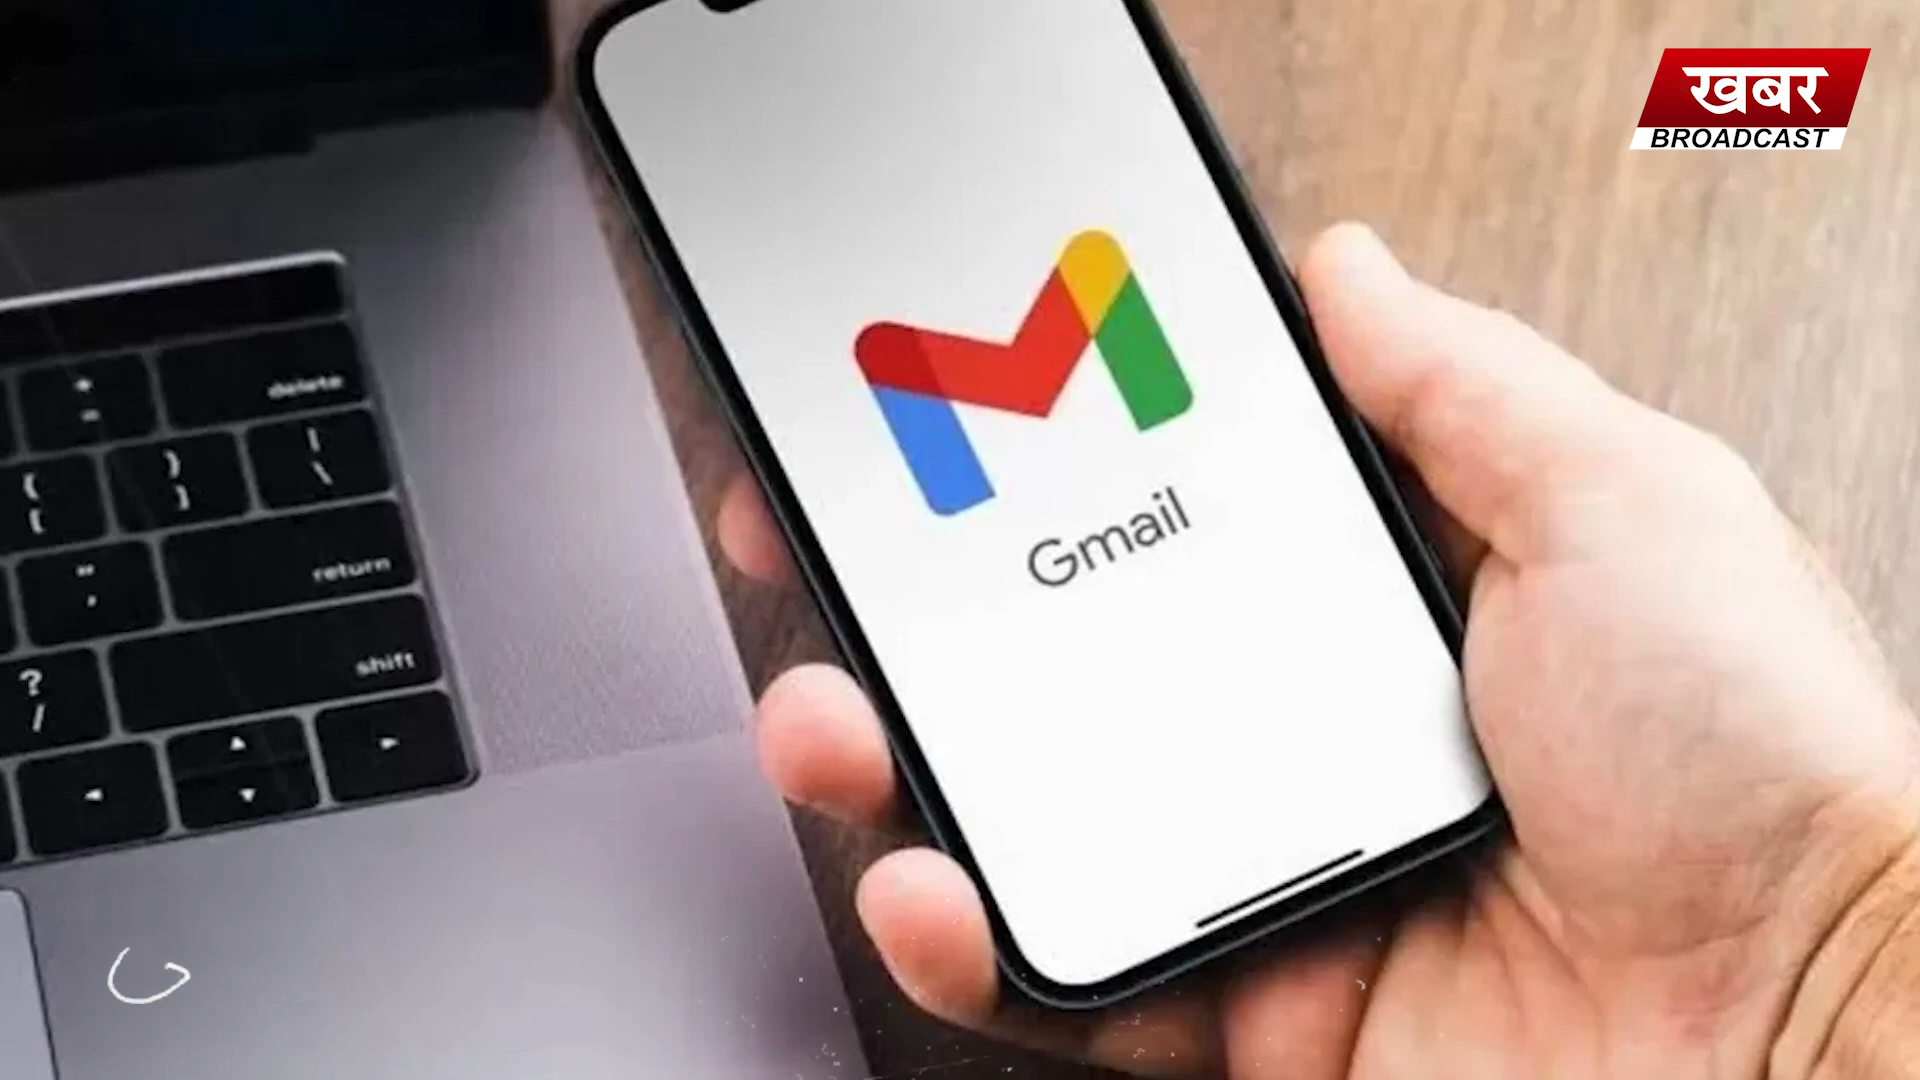 खबर
BROADCAST
delete
return
shift
Gmail